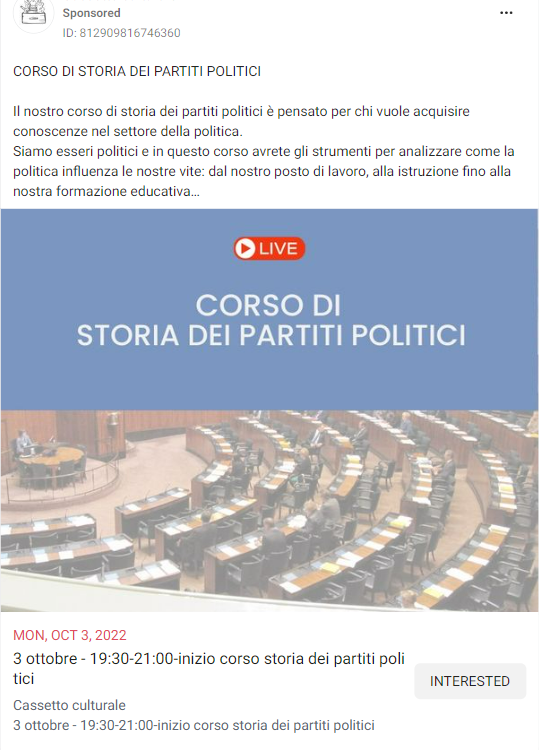 Sponsored
ID: 812909816746360
CORSO DI STORIA DEI PARTITI POLITICI
Il nostro corso di storia dei partiti politici è pensato per chi vuole acquisire
conoscenze nel settore della politica.
Siamo esseri politici e in questo corso avrete gli strumenti per analizzare come la
politica influenza le nostre vite: dal nostro posto di lavoro, alla istruzione fino alla
nostra formazione educativa...
LIVE
CORSO DI
STORIA DEI PARTITI POLITICI
MON, OCT 3, 2022
3 ottobre - 19:30-21:00-inizio corso storia dei partiti poli
tici
INTERESTED
Cassetto culturale
3 ottobre - 19:30-21:00-inizio corso storia dei partiti politici